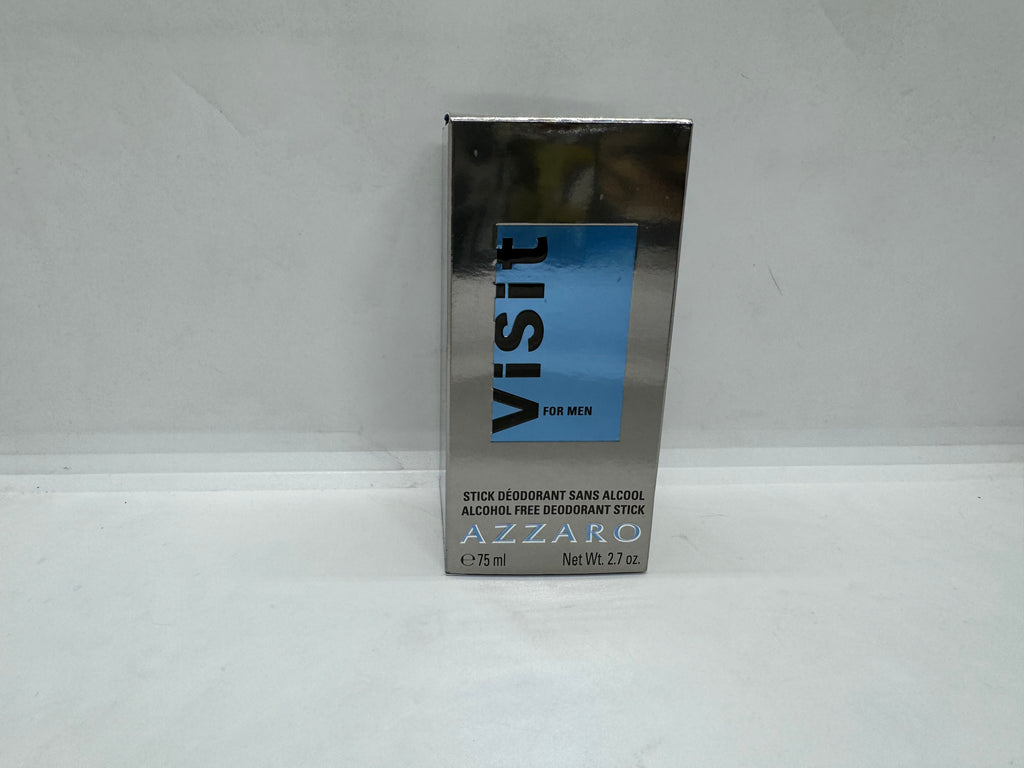 Visit
FOR MEN
STICK DÉODORANT SANS ALCOOL
ALCOHOL FREE DEODORANT STICK
AZZARO
℮ 75 ml Net Wt. 2.7 oz.